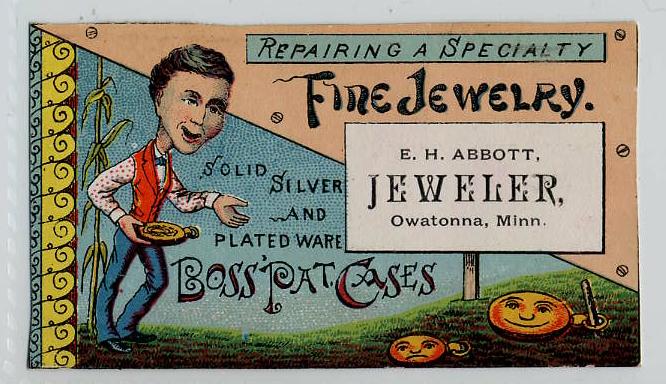 REPAIRING A SPECIALTY
FINE JEWELRY.
E. H. ABBOTT,
JEWELER,
Owatonna, Minn.
SOLID
SILVER
AND
PLATED WARE
BOSS' PAT. CASES